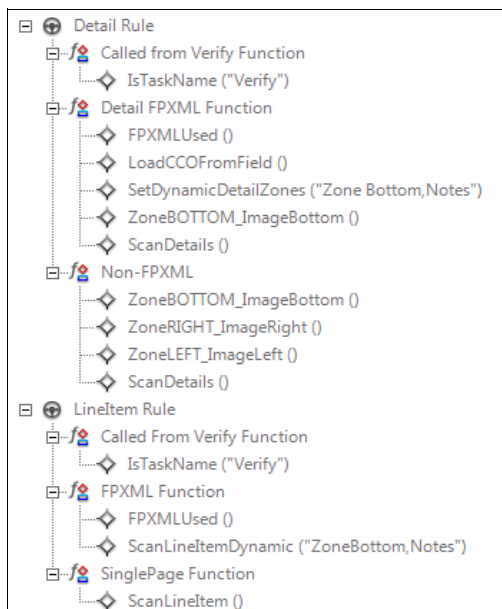 Detail Rule
Called from Verify Function
IsTaskName ("Verify")
Detail FPXML Function
FPXMLUsed ()
LoadCCOFromField ()
SetDynamicDetailZones ("Zone Bottom,Notes")
ZoneBOTTOM_ImageBottom ()
ScanDetails ()
Non-FPXML
ZoneBOTTOM_ImageBottom ()
ZoneRIGHT_ImageRight ()
ZoneLEFT_ImageLeft ()
ScanDetails ()
LineItem Rule
Called From Verify Function
IsTaskName ("Verify")
FPXML Function
FPXMLUsed ()
ScanLineItemDynamic ("ZoneBottom,Notes")
SinglePage Function
ScanLineItem ()